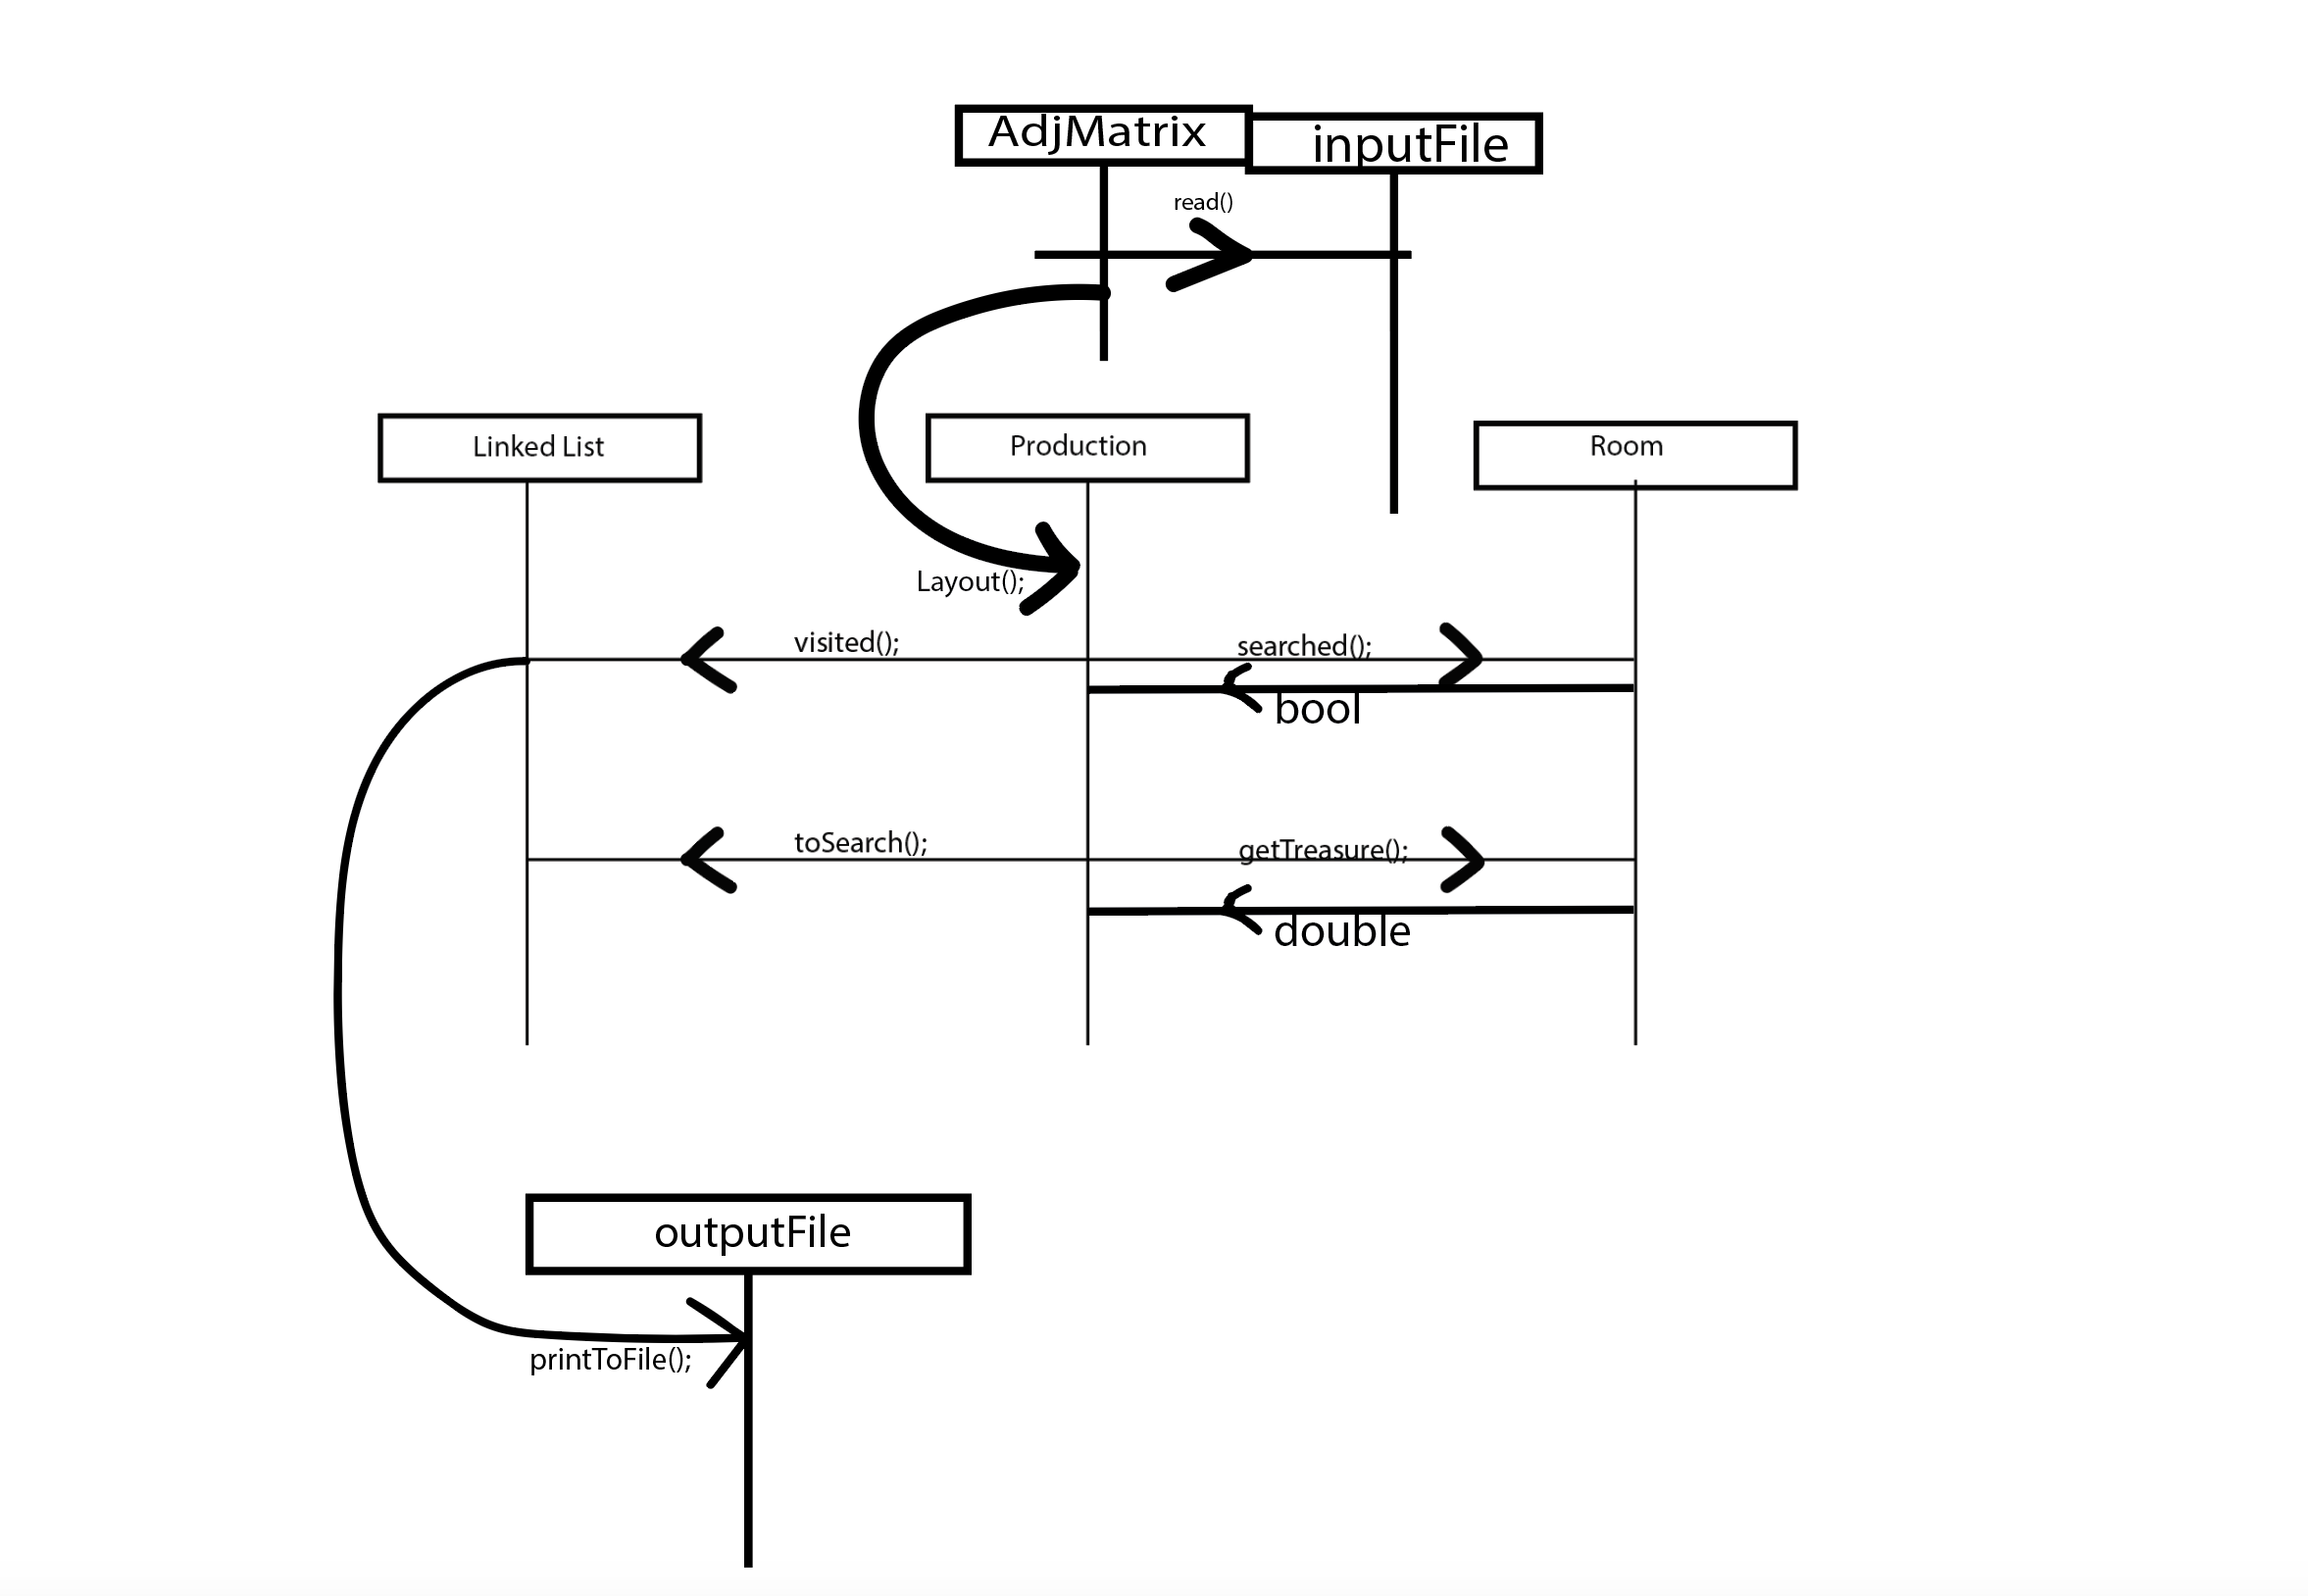 AdjMatrix
inputFile
read()
Linked List
Production
Room
Layout();
visited();
searched();
bool
toSearch();
getTreasure();
double
outputFile
printToFile();